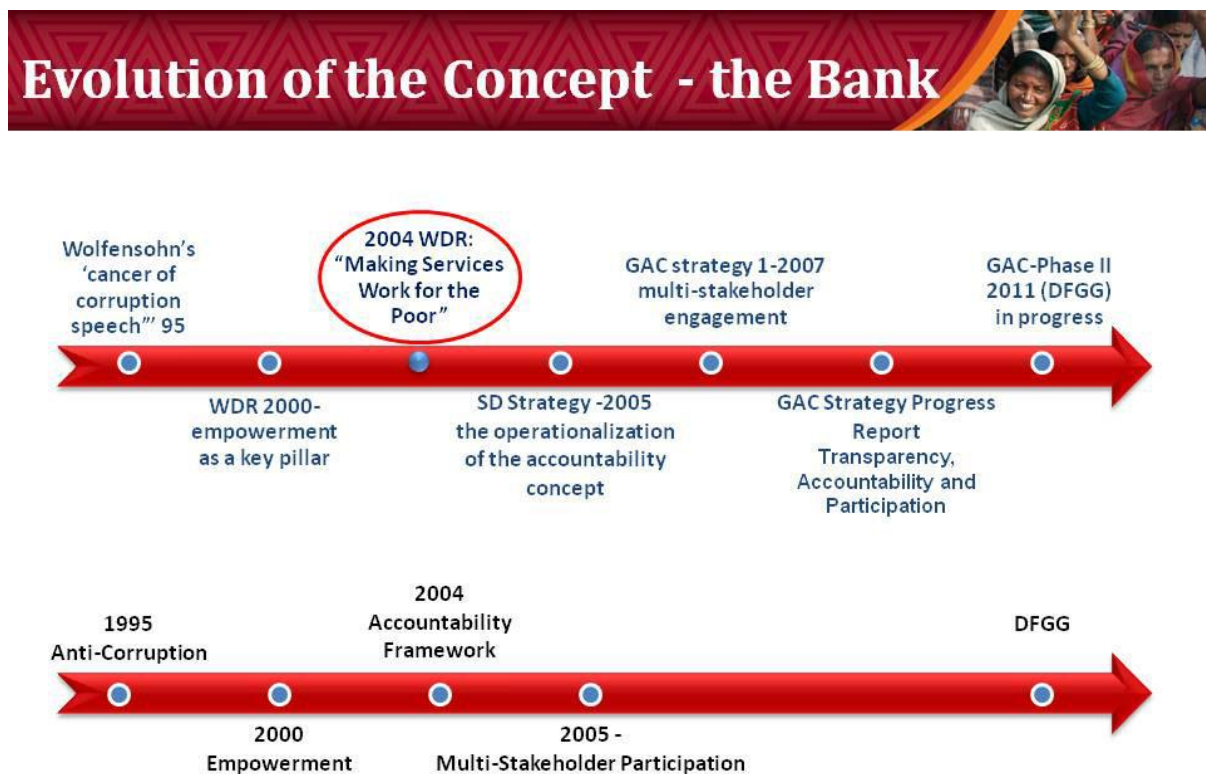 Evolution of the Concept - the Bank
Wolfensohn's
'cancer of
corruption
speech'" 95
2004 WDR:
"Making Services
Work for the
Poor"
GAC strategy 1-2007
multi-stakeholder
engagement
GAC-Phase II
2011 (DFGG)
in progress
WDR 2000-
empowerment
as a key pillar
SD Strategy -2005
the operationalization
of the accountability
concept
GAC Strategy Progress
Report
Transparency,
Accountability and
Participation
1995
Anti-Corruption
2004
Accountability
Framework
DFGG
2000
Empowerment
2005 -
Multi-Stakeholder Participation